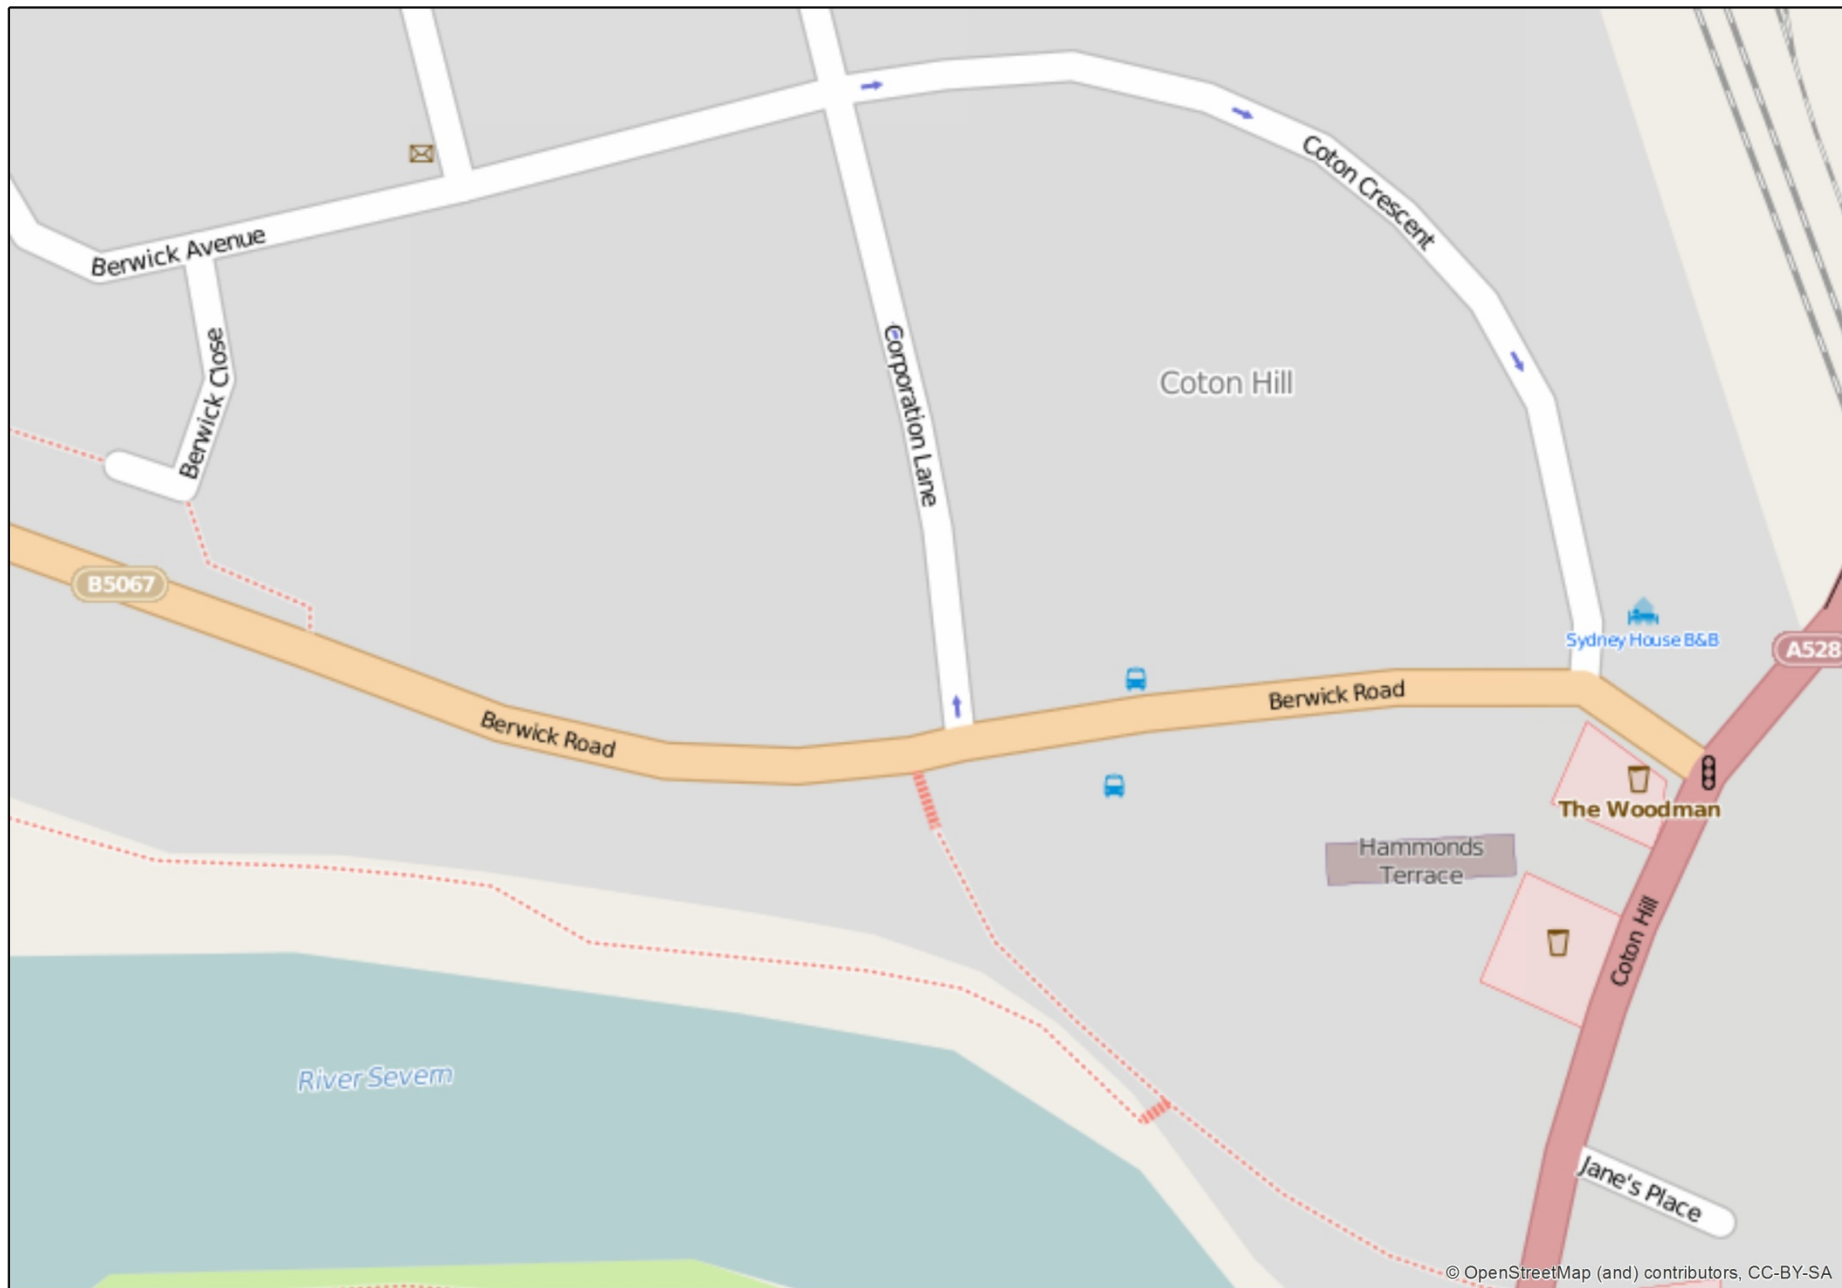 Coton Crescent
Berwick Avenue
Berwick Close
Corporation Lane
Coton Hill
B5067
Sydney House B&B
A528
Berwick Road
Berwick Road
The Woodman
Hammonds
Terrace
Coton Hill
River Severn
Jane's Place
© OpenStreetMap (and) contributors, CC-BY-SA